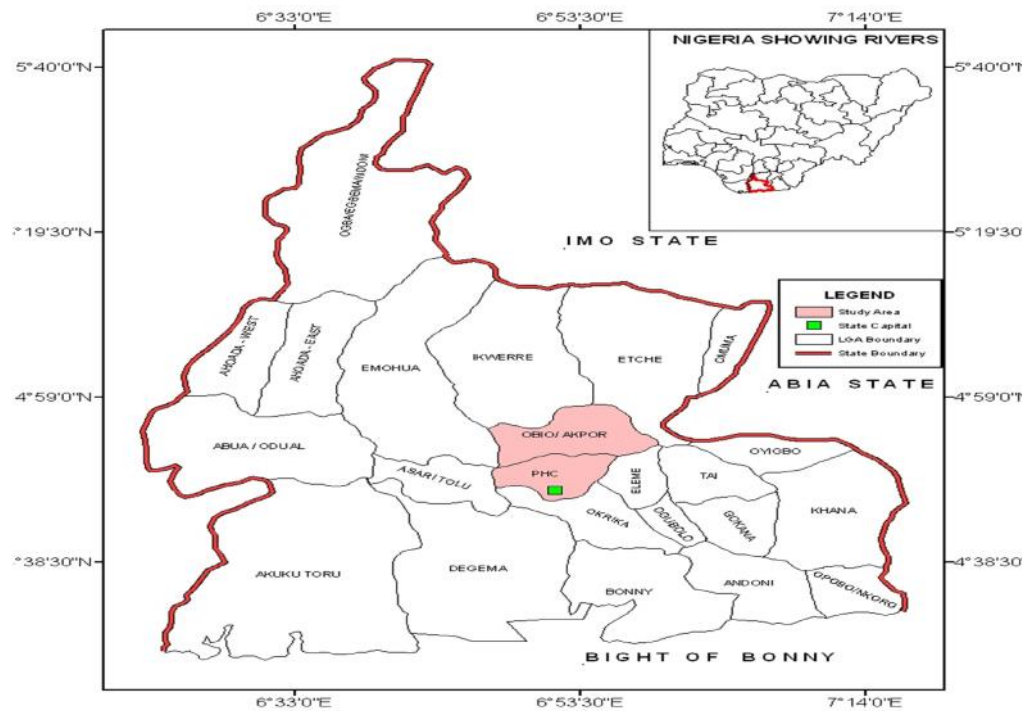 6°33'0"E 6°53'30"E 7°14'0"E
NIGERIA SHOWING RIVERS
5°40'0"N 5°40'0"N
OGBA/EGBEMA/NDONI
°19'30"N 5°19'30"N
IMO STATE
LEGEND
Study Area
State Capital
LGA Boundary
State Boundary
AHOADA - WEST
AHOADA - EAST
EMOHUA
IKWERRE
ETCHE
OMUMA
ABIA STATE
4°59'0"N 4°59'0"N
OBIO/ AKPOR
ABUA / ODUAL
OYIGBO
ASARI TOLU
PHC
ELEME
TAI
KHANA
OKRIKA
OGUBOLO
GOKANA
°38'30"N 4°38'30"N
AKUKU TORU
DEGEMA
BONNY
ANDONI
OPOBO/NKORO
BIGHT OF BONNY
6°33'0"E 6°53'30"E 7°14'0"E